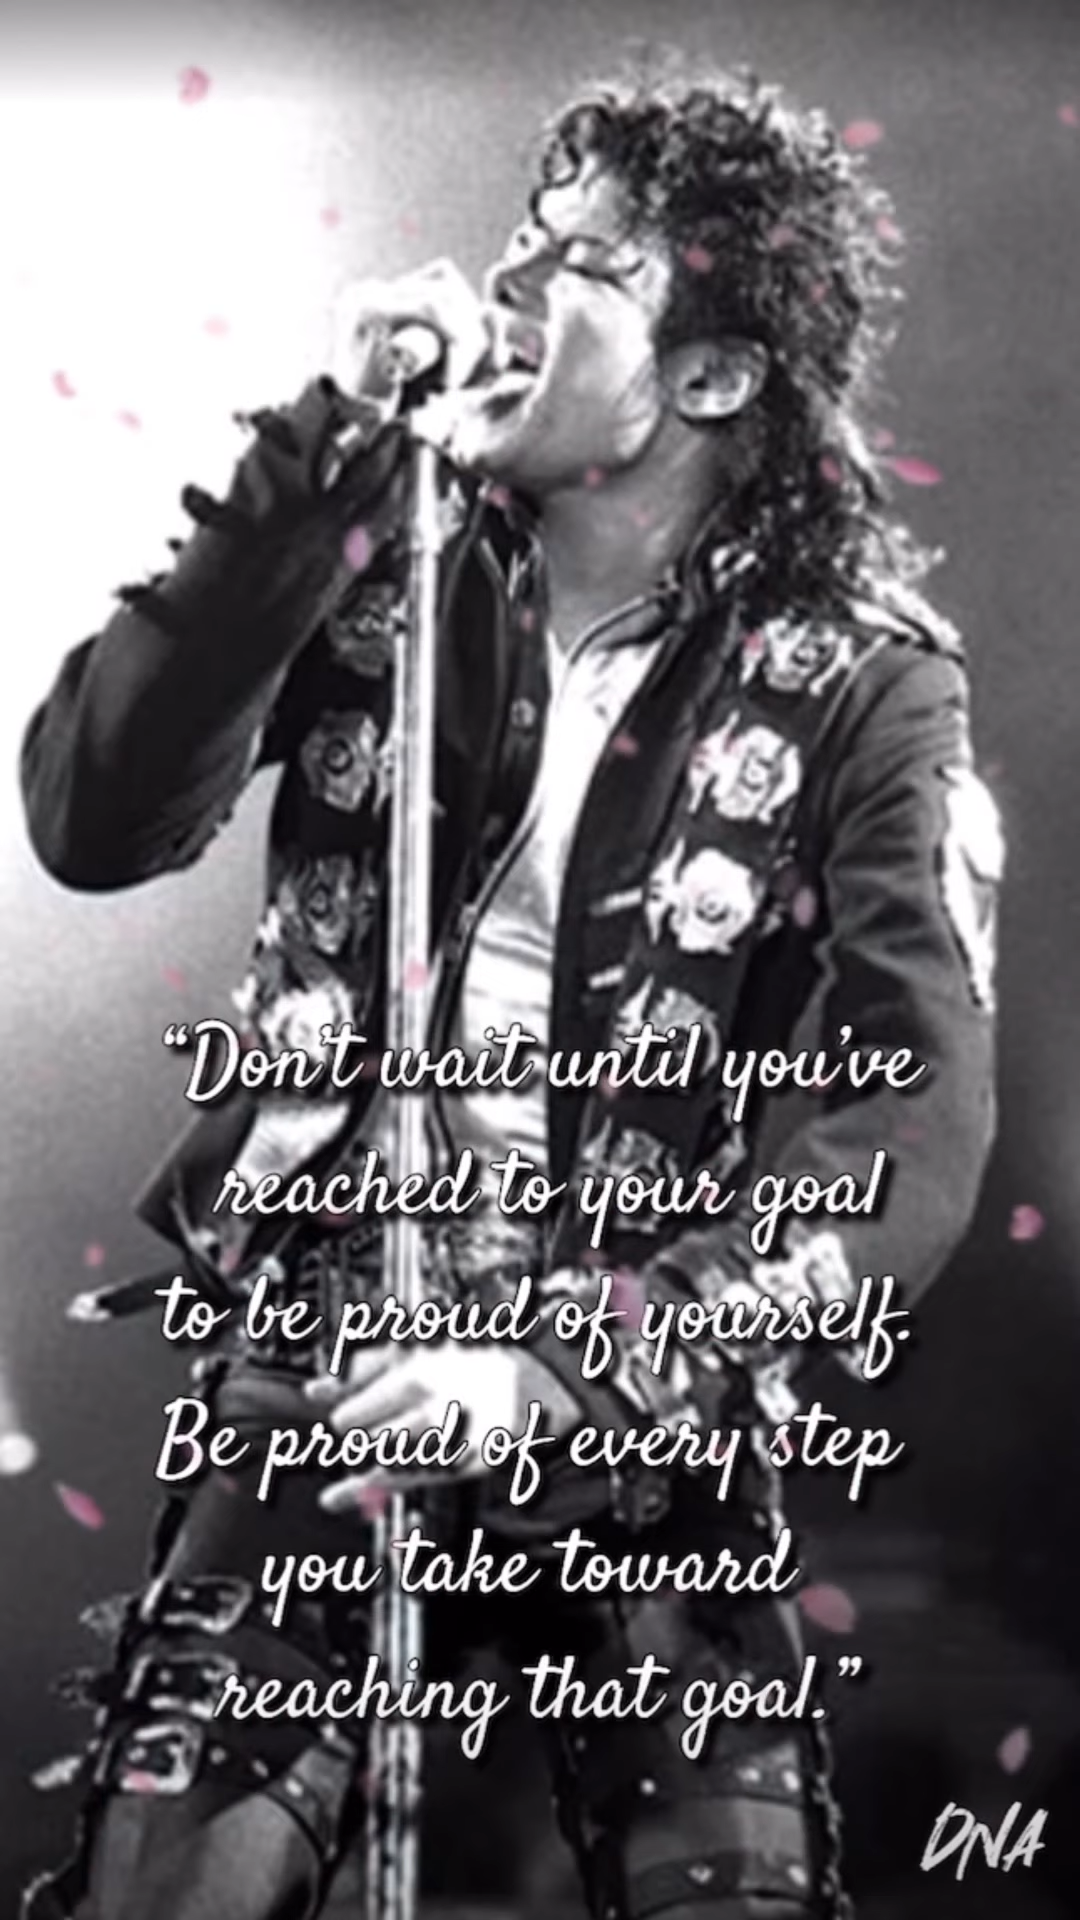 “Don’t wait until you’ve
reached to your goal
to be proud of yourself.
Be proud of every step
you take toward
reaching that goal.”
DNA